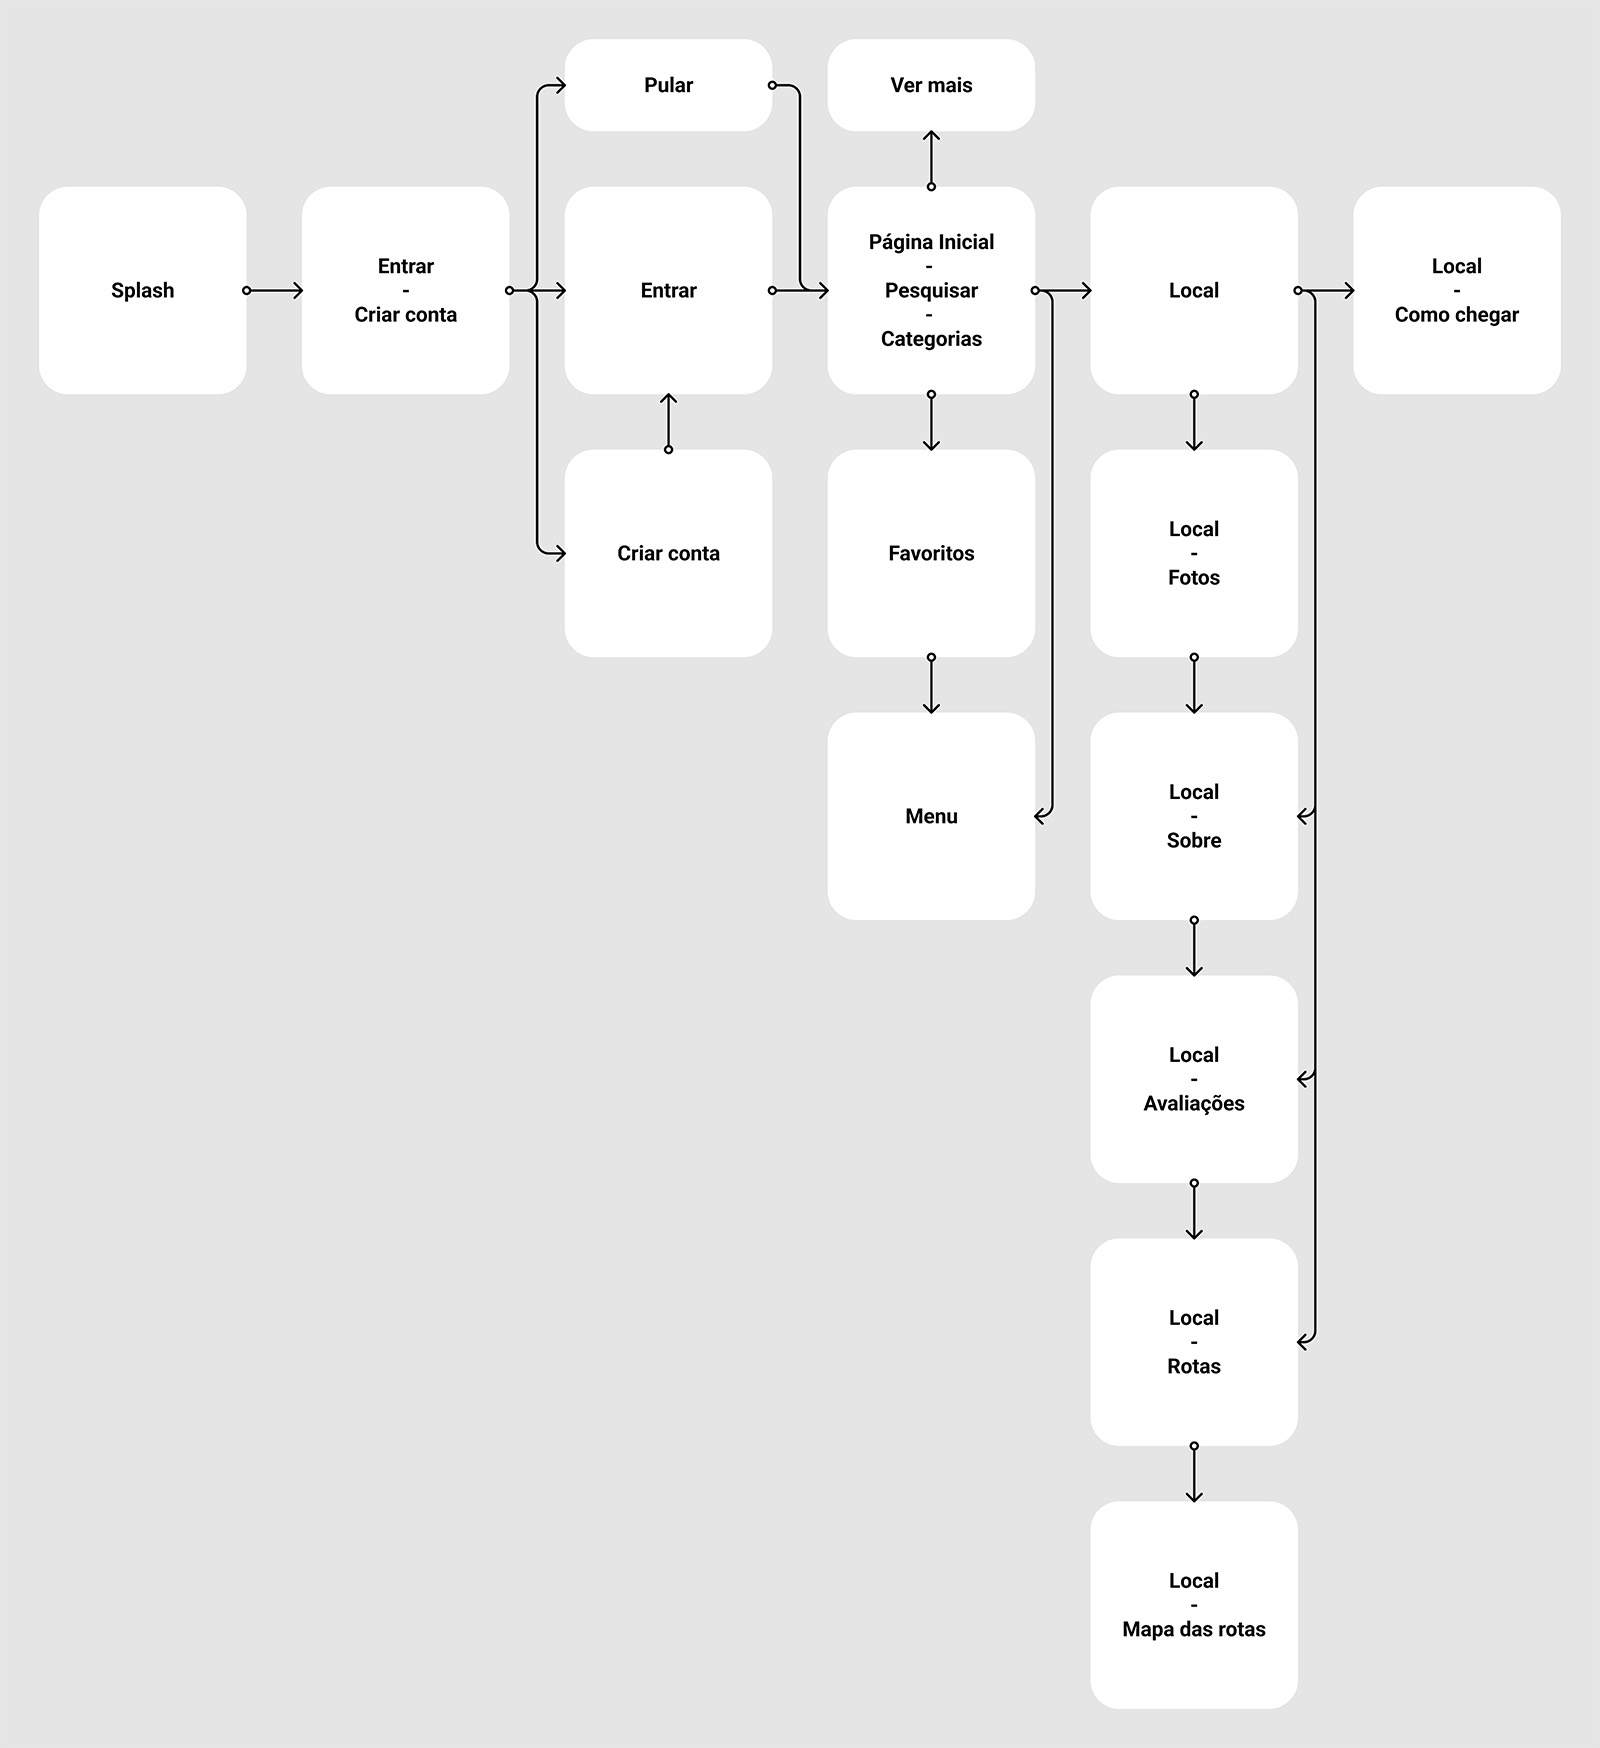 Pular
Ver mais
Splash
Entrar
-
Criar conta
Entrar
Página Inicial
-
Pesquisar
-
Categorias
Local
Local
-
Como chegar
Criar conta
Favoritos
Local
-
Fotos
Menu
Local
-
Sobre
Local
-
Avaliações
Local
-
Rotas
Local
-
Mapa das rotas